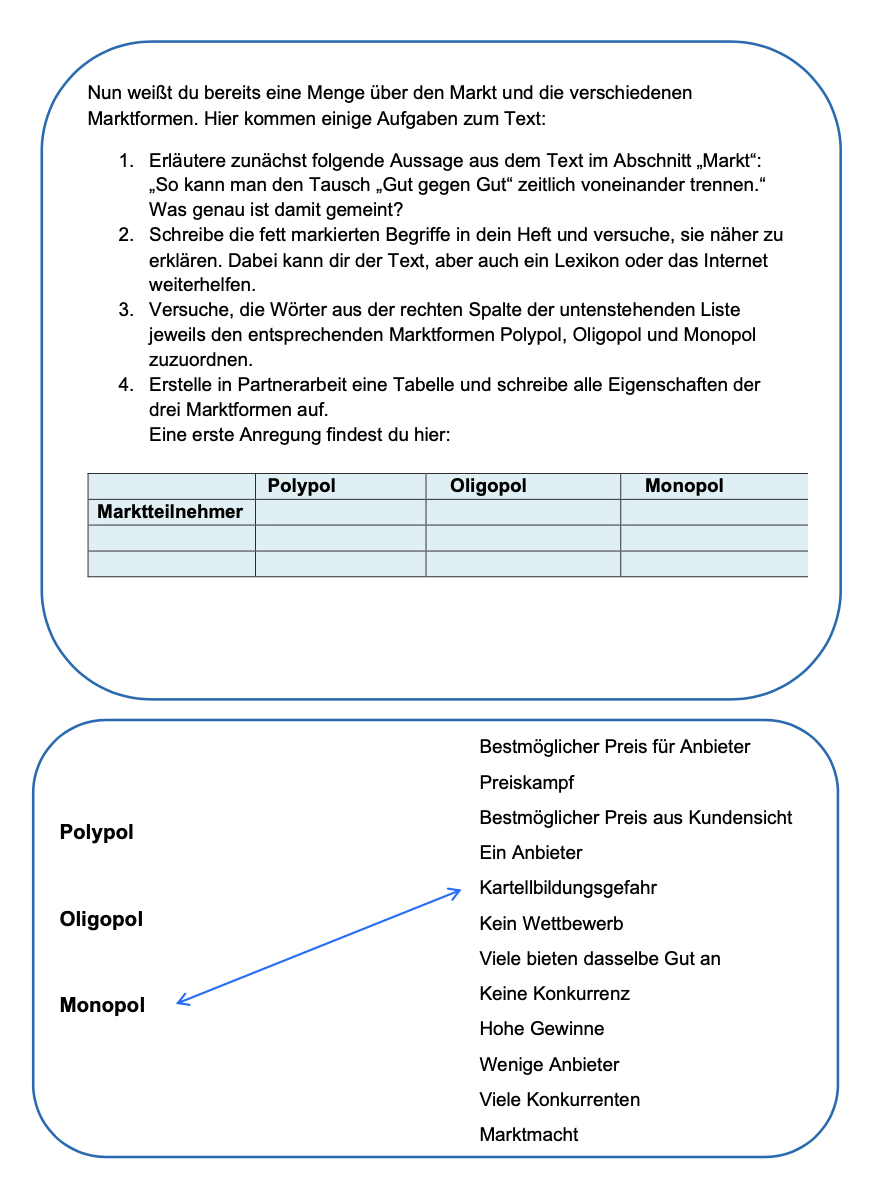 Nun weißt du bereits eine Menge über den Markt und die verschiedenen
Marktformen. Hier kommen einige Aufgaben zum Text:
1. Erläutere zunächst folgende Aussage aus dem Text im Abschnitt „Markt“:
„So kann man den Tausch „Gut gegen Gut“ zeitlich voneinander trennen.“
Was genau ist damit gemeint?
2. Schreibe die fett markierten Begriffe in dein Heft und versuche, sie näher zu
erklären. Dabei kann dir der Text, aber auch ein Lexikon oder das Internet
weiterhelfen.
3. Versuche, die Wörter aus der rechten Spalte der untenstehenden Liste
jeweils den entsprechenden Marktformen Polypol, Oligopol und Monopol
zuzuordnen.
4. Erstelle in Partnerarbeit eine Tabelle und schreibe alle Eigenschaften der
drei Marktformen auf.
Eine erste Anregung findest du hier:
Polypol Oligopol Monopol
Marktteilnehmer
Polypol
Oligopol
Monopol
Bestmöglicher Preis für Anbieter
Preiskampf
Bestmöglicher Preis aus Kundensicht
Ein Anbieter
Kartellbildungsgefahr
Kein Wettbewerb
Viele bieten dasselbe Gut an
Keine Konkurrenz
Hohe Gewinne
Wenige Anbieter
Viele Konkurrenten
Marktmacht